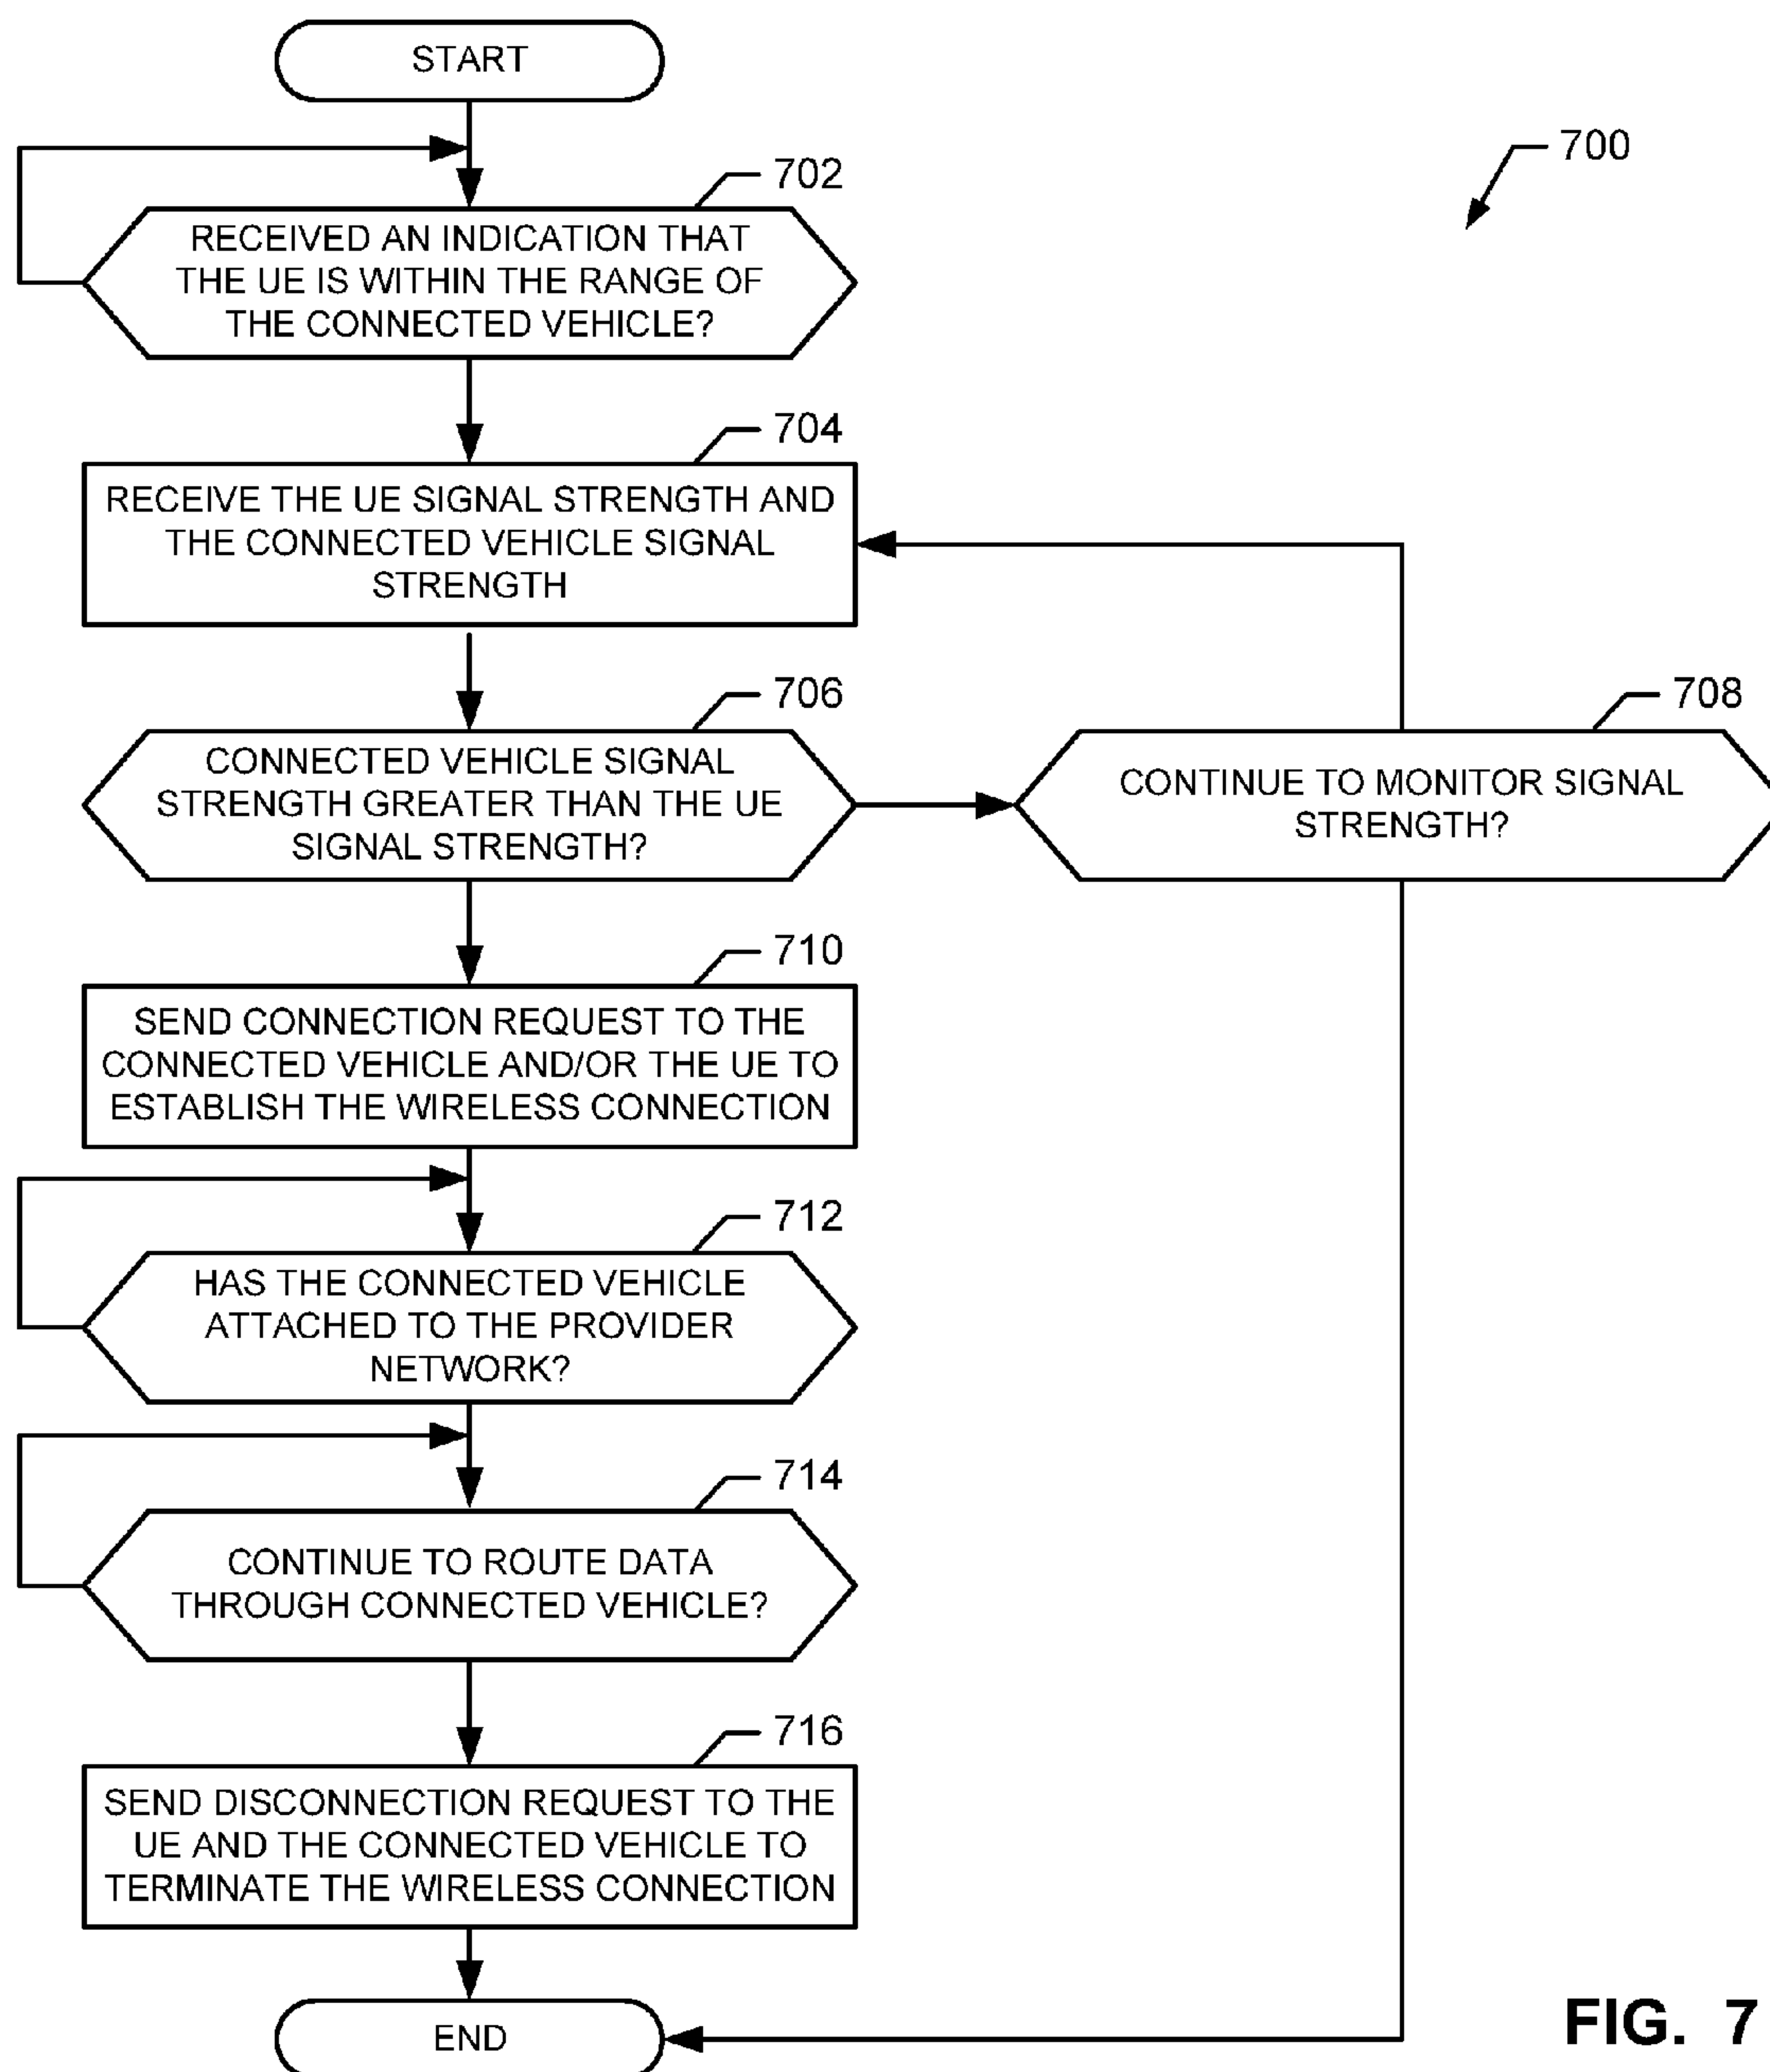 START
700
702
RECEIVED AN INDICATION THAT
THE UE IS WITHIN THE RANGE OF
THE CONNECTED VEHICLE?
704
RECEIVE THE UE SIGNAL STRENGTH AND
THE CONNECTED VEHICLE SIGNAL
STRENGTH
706
CONNECTED VEHICLE SIGNAL
STRENGTH GREATER THAN THE UE
SIGNAL STRENGTH?
708
CONTINUE TO MONITOR SIGNAL
STRENGTH?
710
SEND CONNECTION REQUEST TO THE
CONNECTED VEHICLE AND/OR THE UE TO
ESTABLISH THE WIRELESS CONNECTION
712
HAS THE CONNECTED VEHICLE
ATTACHED TO THE PROVIDER
NETWORK?
714
CONTINUE TO ROUTE DATA
THROUGH CONNECTED VEHICLE?
716
SEND DISCONNECTION REQUEST TO THE
UE AND THE CONNECTED VEHICLE TO
TERMINATE THE WIRELESS CONNECTION
END
FIG. 7